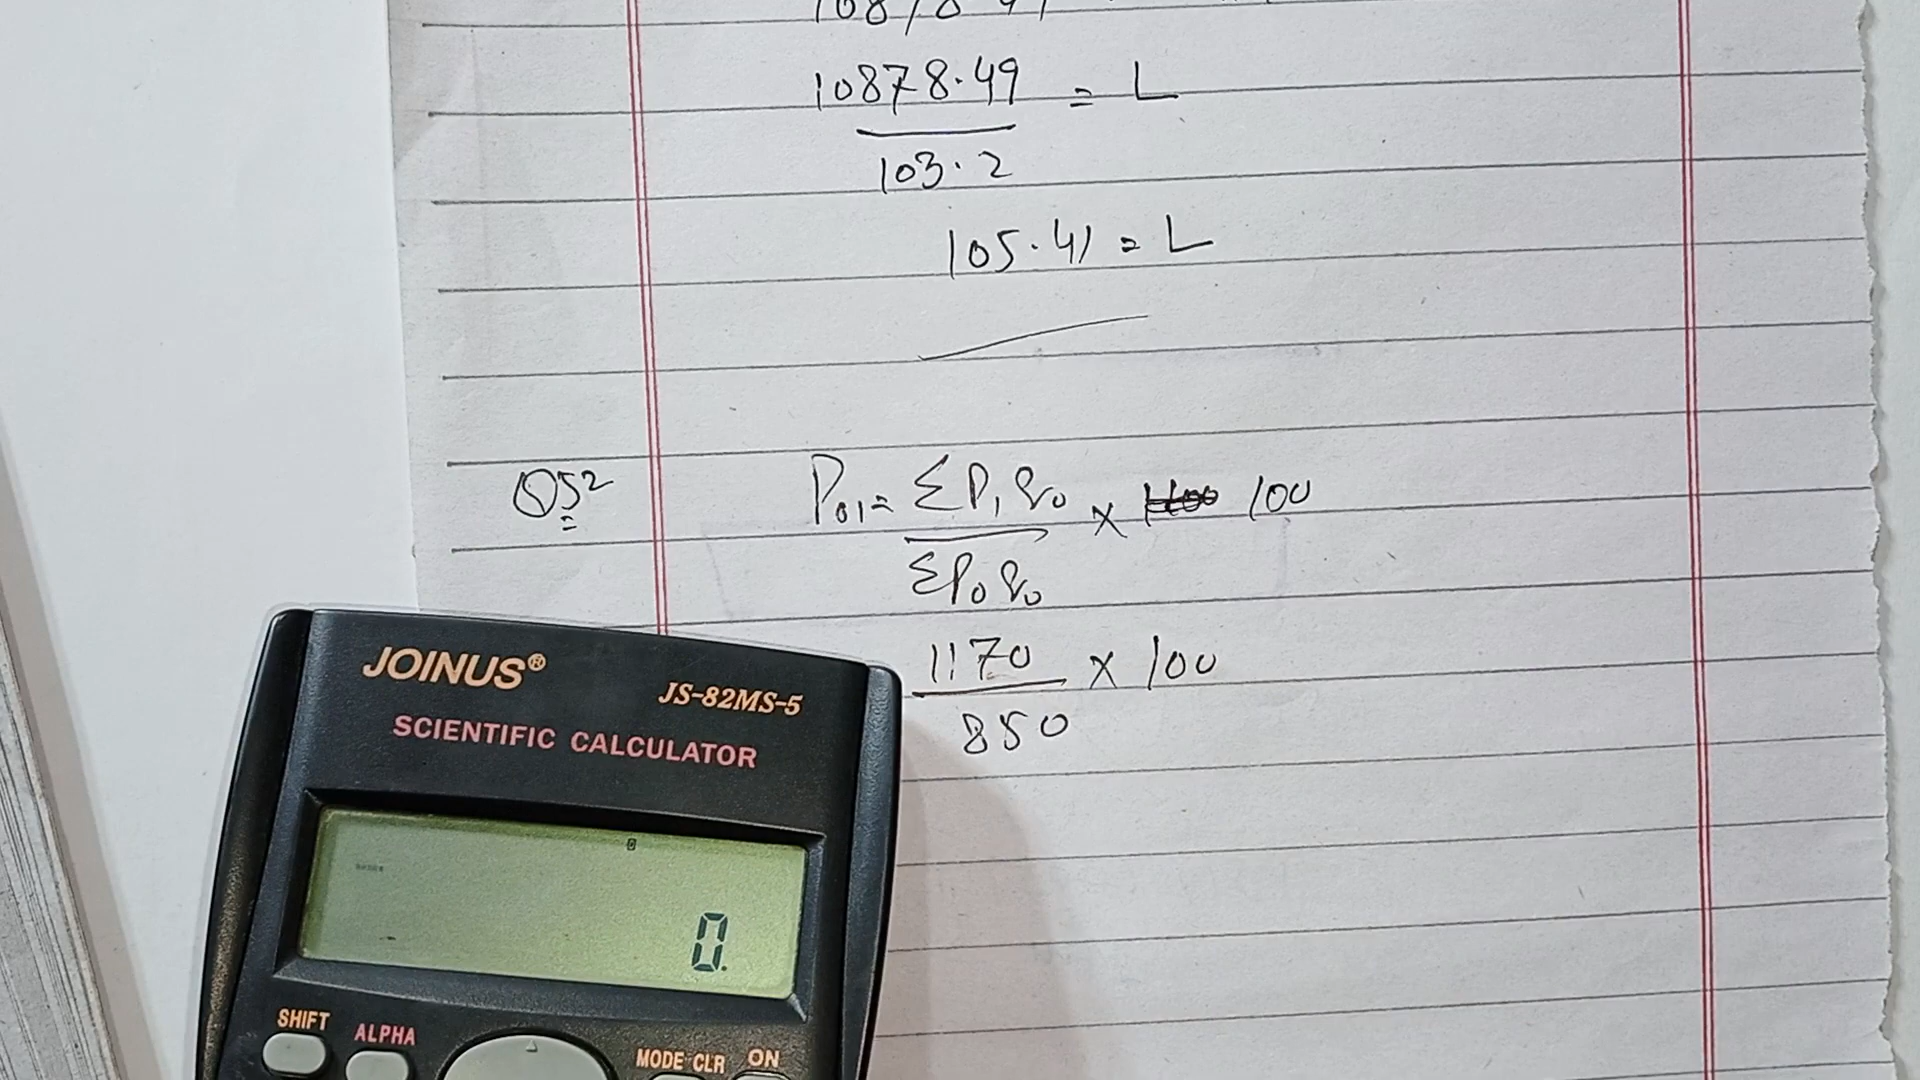 10878.49 = L
103.2
105.41 = L
Q5²
P01 = ΣP1q0 × 100
ΣP0q0
1170 × 100
850
JOINUS®
JS-82MS-5
SCIENTIFIC CALCULATOR
0.
SHIFT
ALPHA
MODE CLR ON